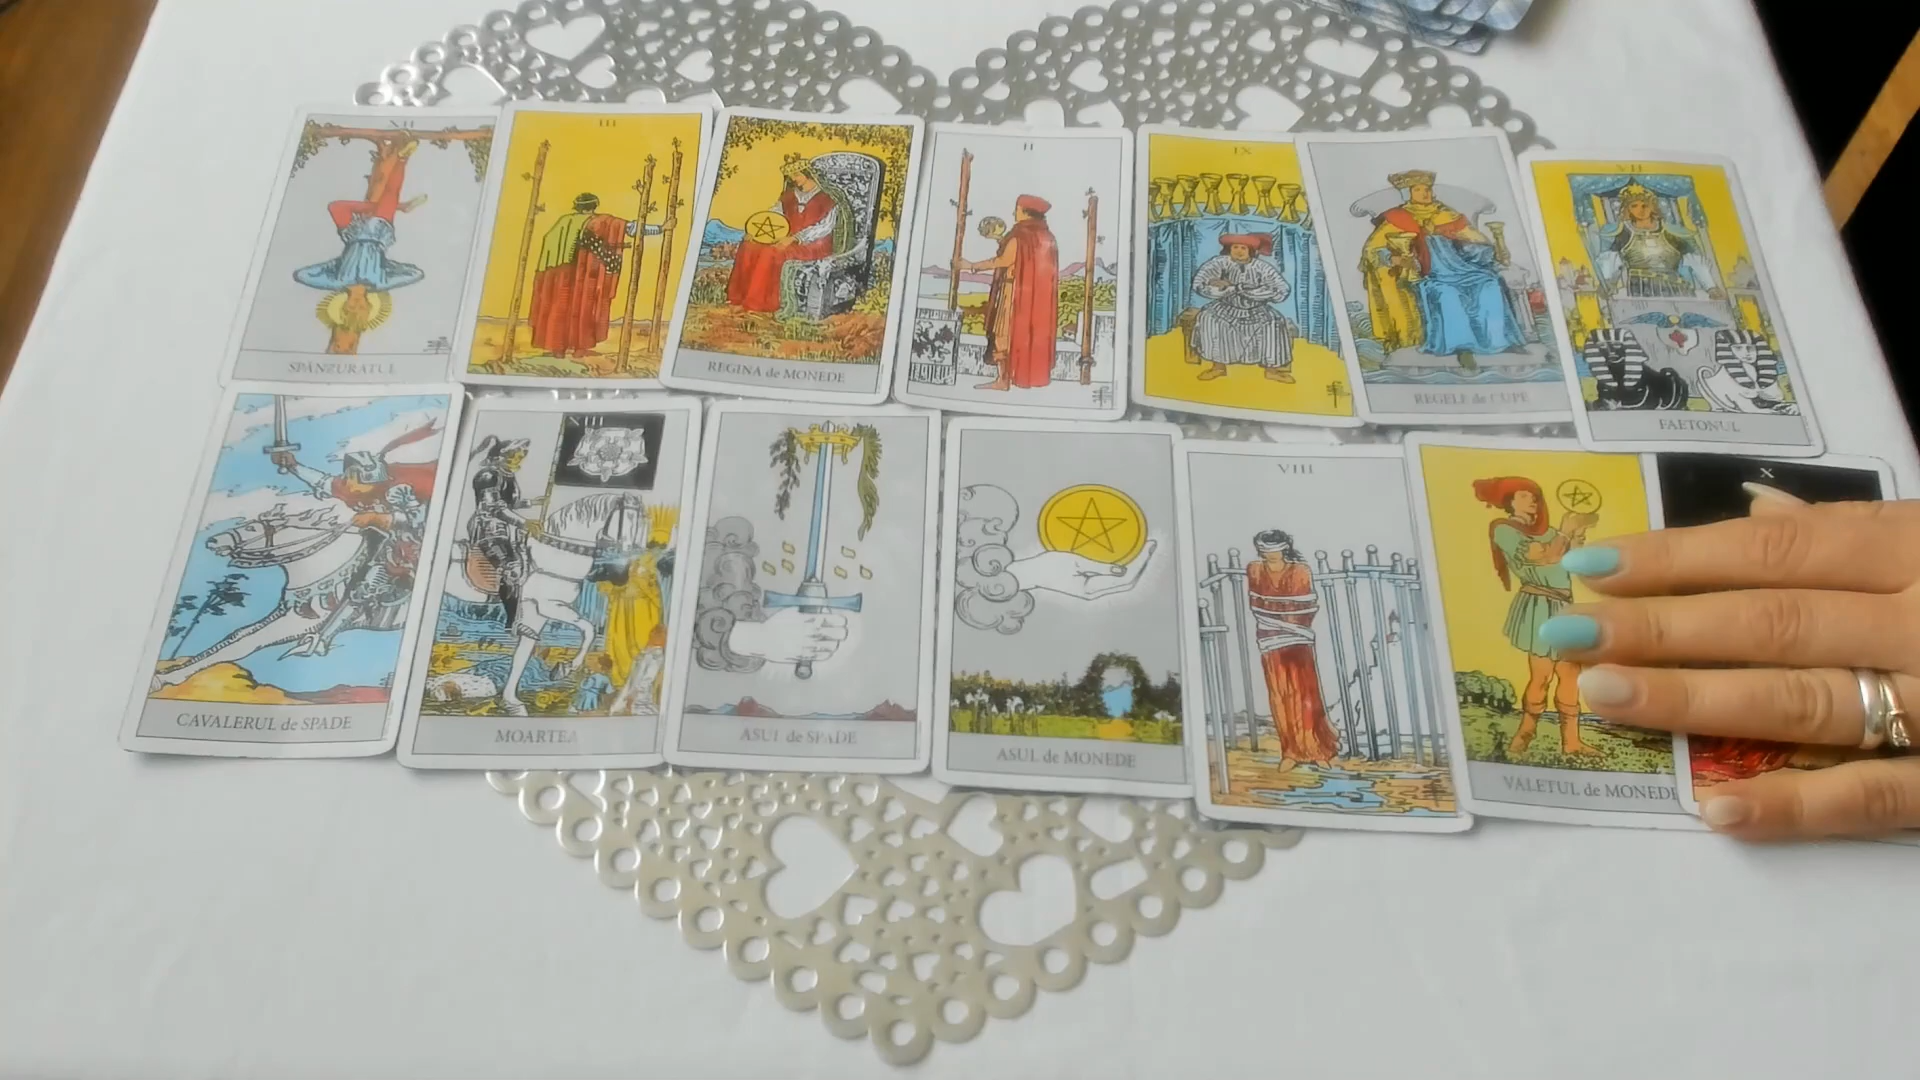 XII
SPÂNZURATUL
III
REGINA de MONEDE
II
IX
REGELE de CUPE
VII
FAETONUL
CAVALERUL de SPADE
XIII
MOARTEA
ASUL de SPADE
ASUL de MONEDE
VIII
VALETUL de MONEDE
X